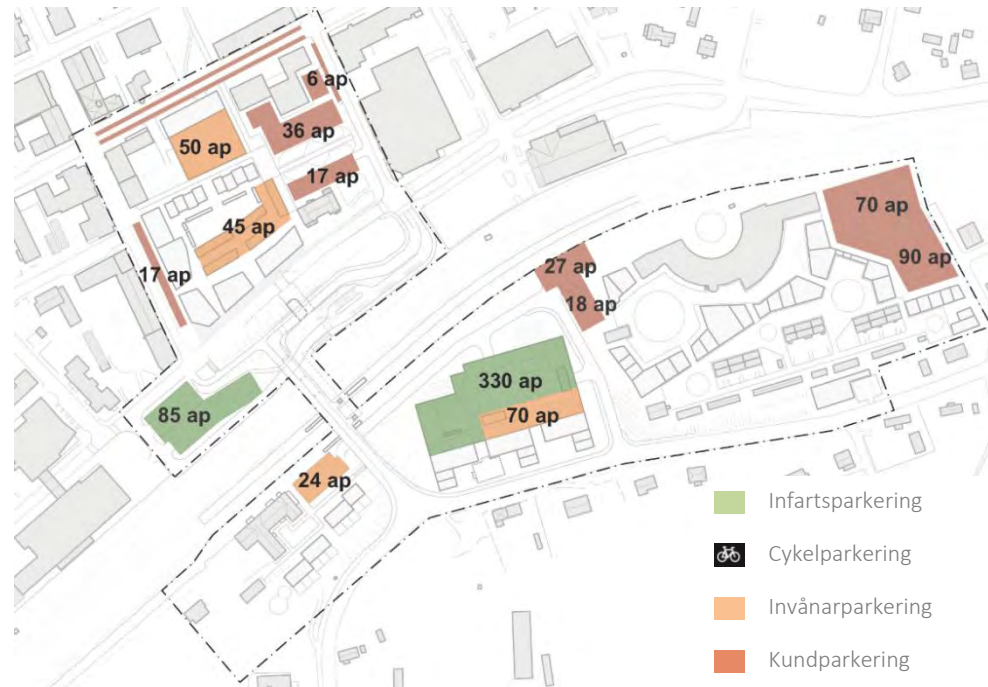 6 ap
36 ap
50 ap
17 ap
45 ap
17 ap
70 ap
90 ap
27 ap
18 ap
330 ap
70 ap
85 ap
24 ap
Infartsparkering
Cykelparkering
Invånarparkering
Kundparkering